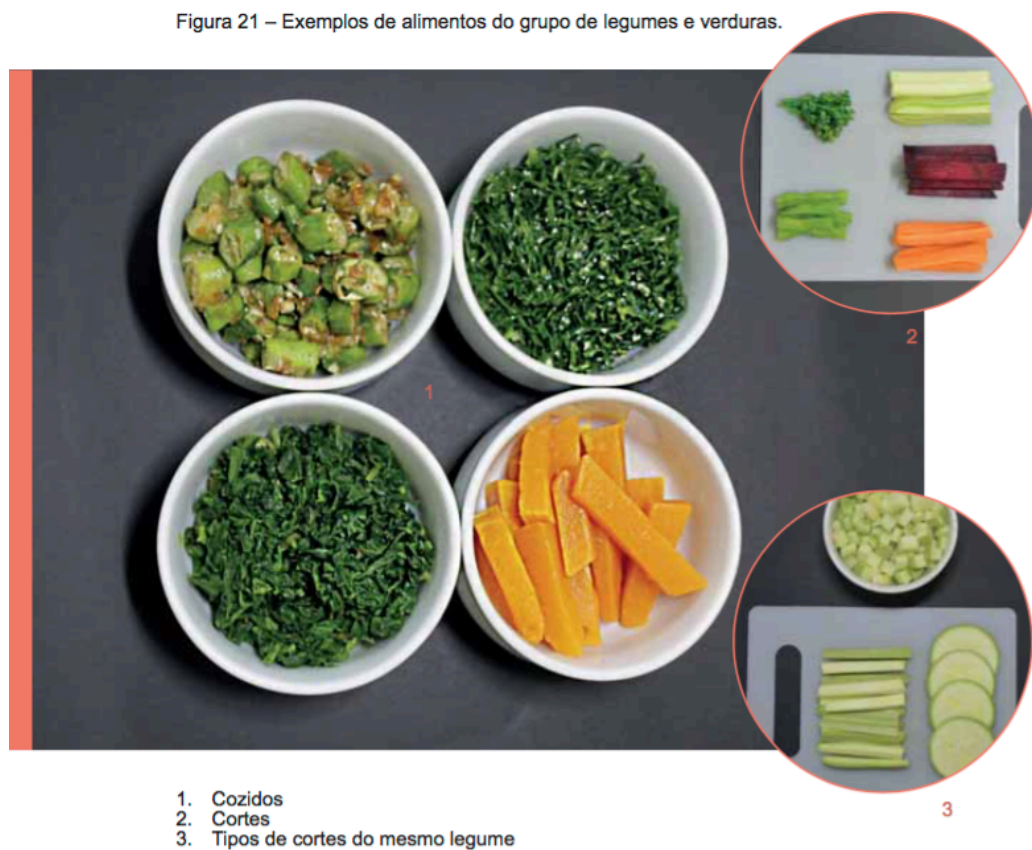 Figura 21 – Exemplos de alimentos do grupo de legumes e verduras.
1
2
3
1. Cozidos
2. Cortes
3. Tipos de cortes do mesmo legume